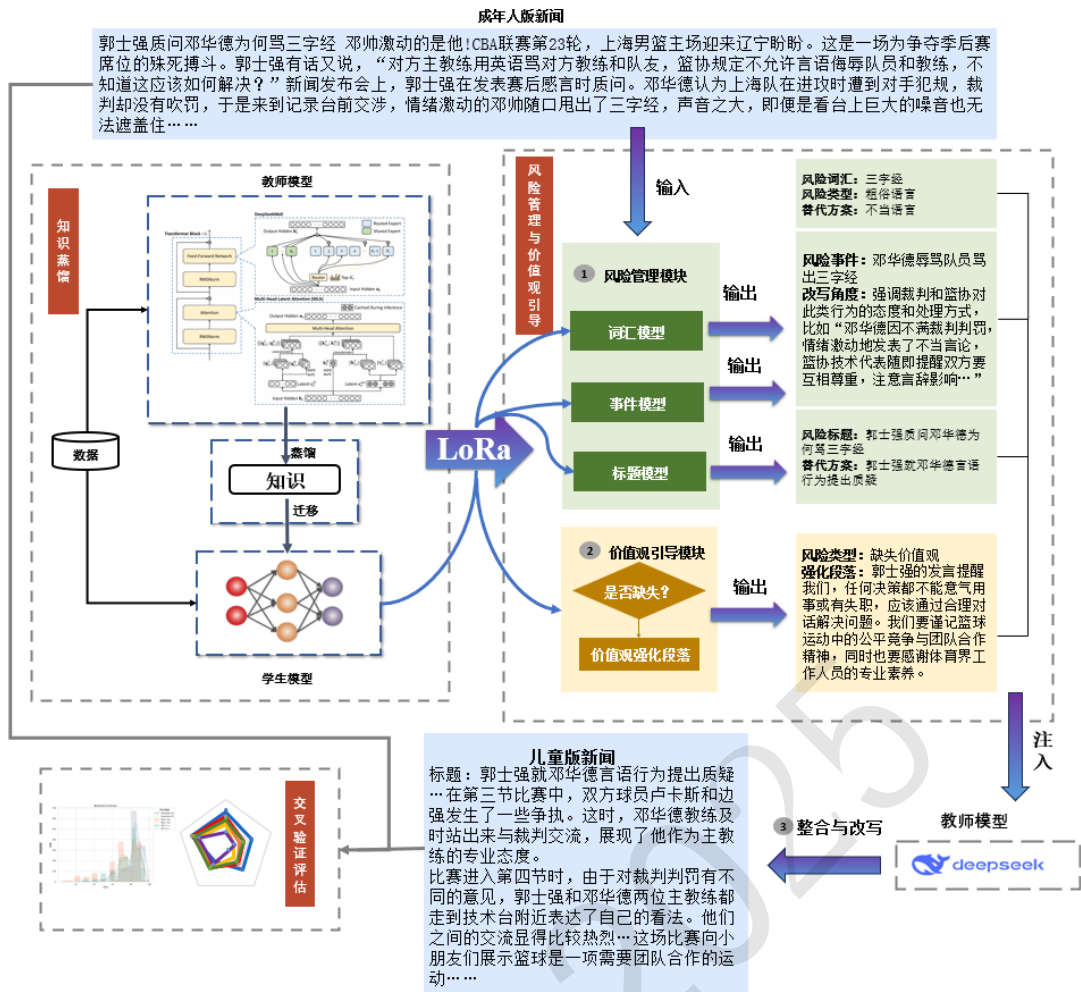 成年人版新闻
郭士强质问邓华德为何骂三字经 邓帅激动的是他!CBA联赛第23轮，上海男篮主场迎来辽宁盼盼。这是一场为争夺季后赛
席位的殊死搏斗。郭士强有话又说，“对方主教练用英语骂对方教练和队友，篮协规定不允许言语侮辱队员和教练，不
知道这应该如何解决？”新闻发布会上，郭士强在发表赛后感言时质问。邓华德认为上海队在进攻时遭到对手犯规，裁
判却没有吹罚，于是来到记录台前交涉，情绪激动的邓帅随口甩出了三字经，声音之大，即便是看台上巨大的噪音也无
法遮盖住……
知识蒸馏
教师模型
DeepSeekMoE
Routed Expert
Shared Expert
Transformer Block ×L
Output Hidden
Feed-Forward Network
RMSNorm
Router
Input Hidden
Attention
RMSNorm
Multi-Head Latent Attention (MLA)
Cached During Inference
Output Hidden
Multi-Head Attention
Latent
Latent
Input Hidden
数据
蒸馏
知识
迁移
学生模型
LoRa
风险管理与价值观引导
输入
1 风险管理模块
词汇模型
事件模型
标题模型
输出
输出
输出
风险词汇：三字经
风险类型：粗俗语言
替代方案：不当语言
风险事件：邓华德辱骂队员骂
出三字经
改写角度：强调裁判和篮协对
此类行为的态度和处理方式，
比如“邓华德因不满裁判判罚，
情绪激动地发表了不当言论，
篮协技术代表随即提醒双方要
互相尊重，注意言辞影响…”
风险标题：郭士强质问邓华德为
何骂三字经
替代方案：郭士强就邓华德言语
行为提出质疑
2 价值观引导模块
是否缺失？
价值观强化段落
输出
风险类型：缺失价值观
强化段落：郭士强的发言提醒
我们，任何决策都不能意气用
事或有失职，应该通过合理对
话解决问题。我们要谨记篮球
运动中的公平竞争与团队合作
精神，同时也要感谢体育界工
作人员的专业素养。
注入
教师模型
deepseek
3 整合与改写
儿童版新闻
标题：郭士强就邓华德言语行为提出质疑
…在第三节比赛中，双方球员卢卡斯和边
强发生了一些争执。这时，邓华德教练及
时站出来与裁判交流，展现了他作为主教
练的专业态度。
比赛进入第四节时，由于对裁判判罚有不
同的意见，郭士强和邓华德两位主教练都
走到技术台附近表达了自己的看法。他们
之间的交流显得比较热烈…这场比赛向小
朋友们展示篮球是一项需要团队合作的运
动……
交叉验证评估
2025